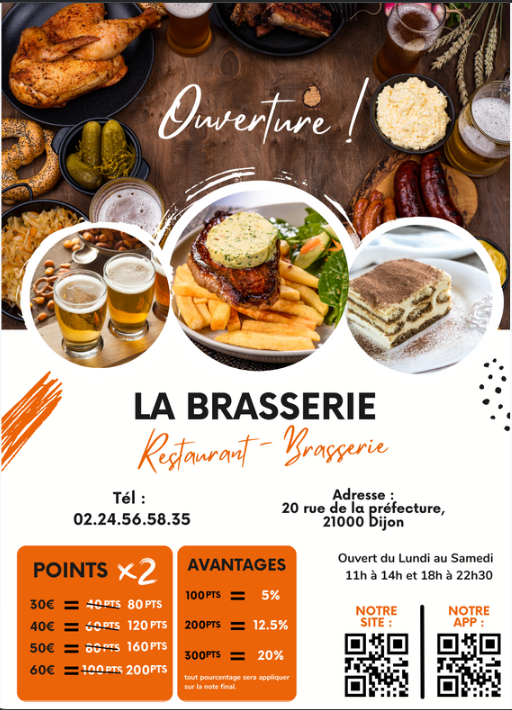 Ouverture !
LA BRASSERIE
Restaurant - Brasserie
Tél :
02.24.56.58.35
Adresse :
20 rue de la préfecture,
21000 Dijon
POINTS x2
30€ = 40 PTS 80 PTS
40€ = 60 PTS 120 PTS
50€ = 80 PTS 160 PTS
60€ = 100 PTS 200 PTS
AVANTAGES
100 PTS = 5%
200 PTS = 12.5%
300 PTS = 20%
tout pourcentage sera appliquer
sur la note final.
Ouvert du Lundi au Samedi
11h à 14h et 18h à 22h30
NOTRE
SITE :
NOTRE
APP :